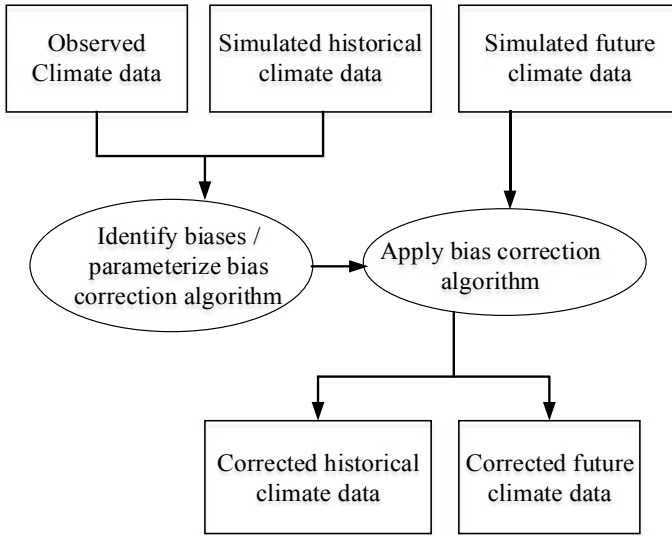 Observed
Climate data
Simulated historical
climate data
Simulated future
climate data
Identify biases /
parameterize bias
correction algorithm
Apply bias correction
algorithm
Corrected historical
climate data
Corrected future
climate data